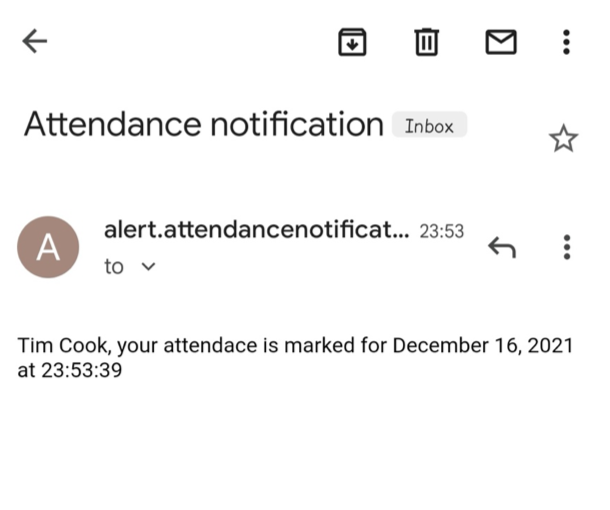 Attendance notification Inbox
A
alert.attendancenotificat... 23:53
to
Tim Cook, your attendace is marked for December 16, 2021
at 23:53:39